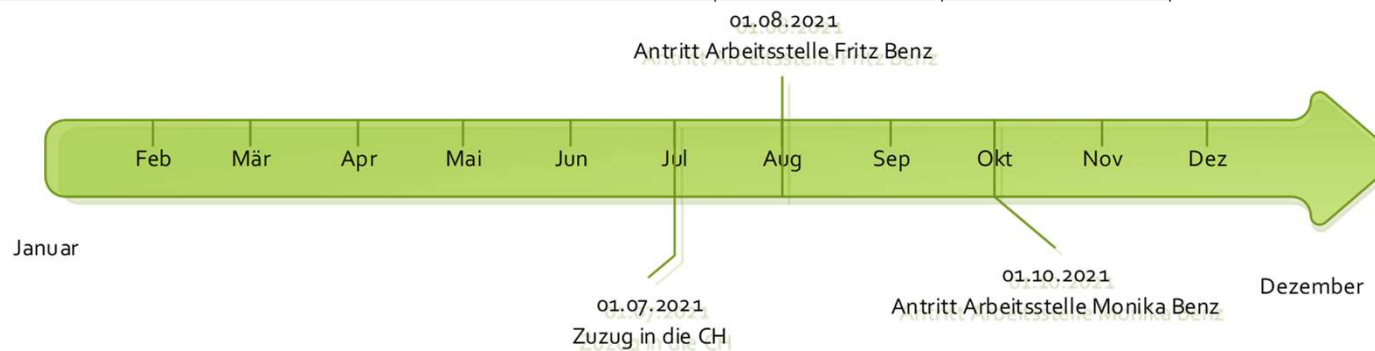 01.08.2021
Antritt Arbeitsstelle Fritz Benz
Feb Mär Apr Mai Jun Jul Aug Sep Okt Nov Dez
Januar
Dezember
01.10.2021
Antritt Arbeitsstelle Monika Benz
01.07.2021
Zuzug in die CH